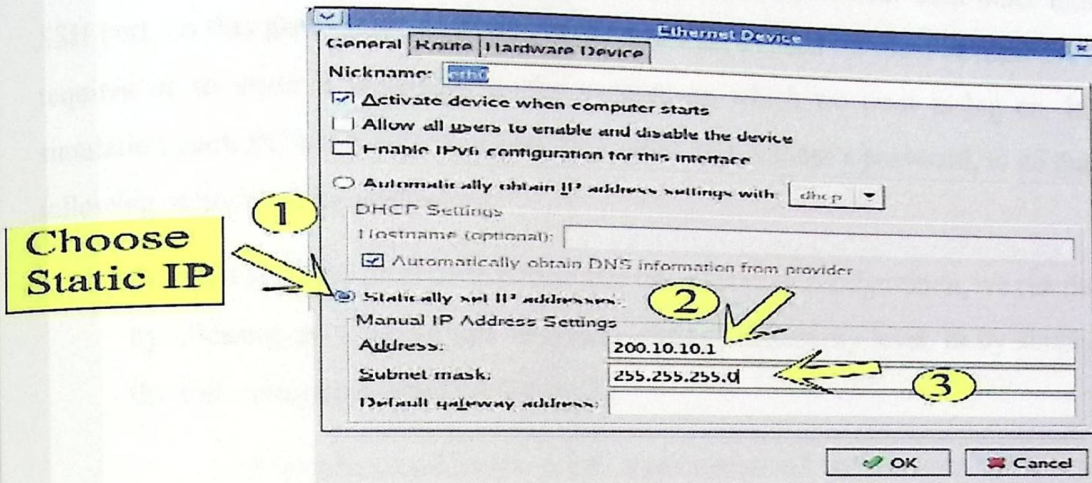 Ethernet Device
General Route Hardware Device
Nickname: eth0
Activate device when computer starts
Allow all users to enable and disable the device
Enable IPv6 configuration for this interface
Automatically obtain IP address settings with dhcp
DHCP Settings
Hostname (optional):
Automatically obtain DNS information from provider
1
Choose
Static IP
Statically set IP addresses:
2
Manual IP Address Settings
Address: 200.10.10.1
Subnet mask: 255.255.255.0
3
Default gateway address:
OK Cancel